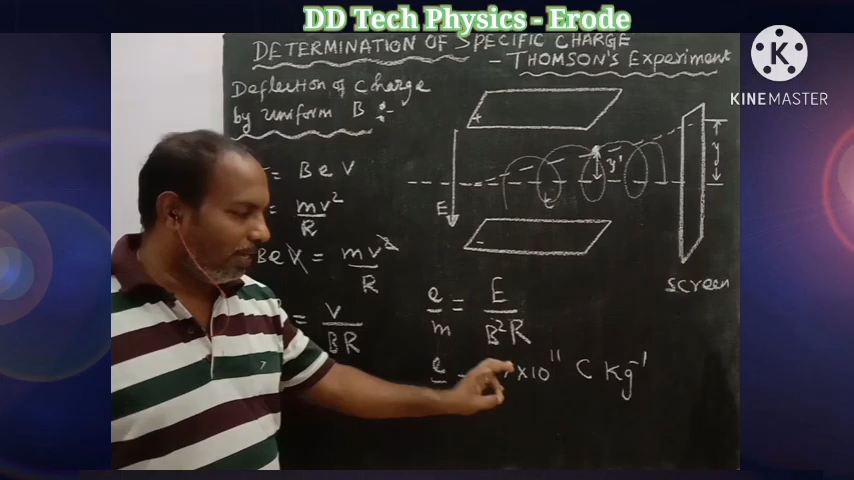 DD Tech Physics - Erode
DETERMINATION OF SPECIFIC CHARGE
- THOMSON'S Experiment
KINEMASTER
Deflection of Charge
by uniform B :-
= BeV
= mv² / R
Bev = mv² / R
= V / BR
+
E
y'
y
-
screen
e/m = E / B²R
e
×10¹¹ C Kg⁻¹